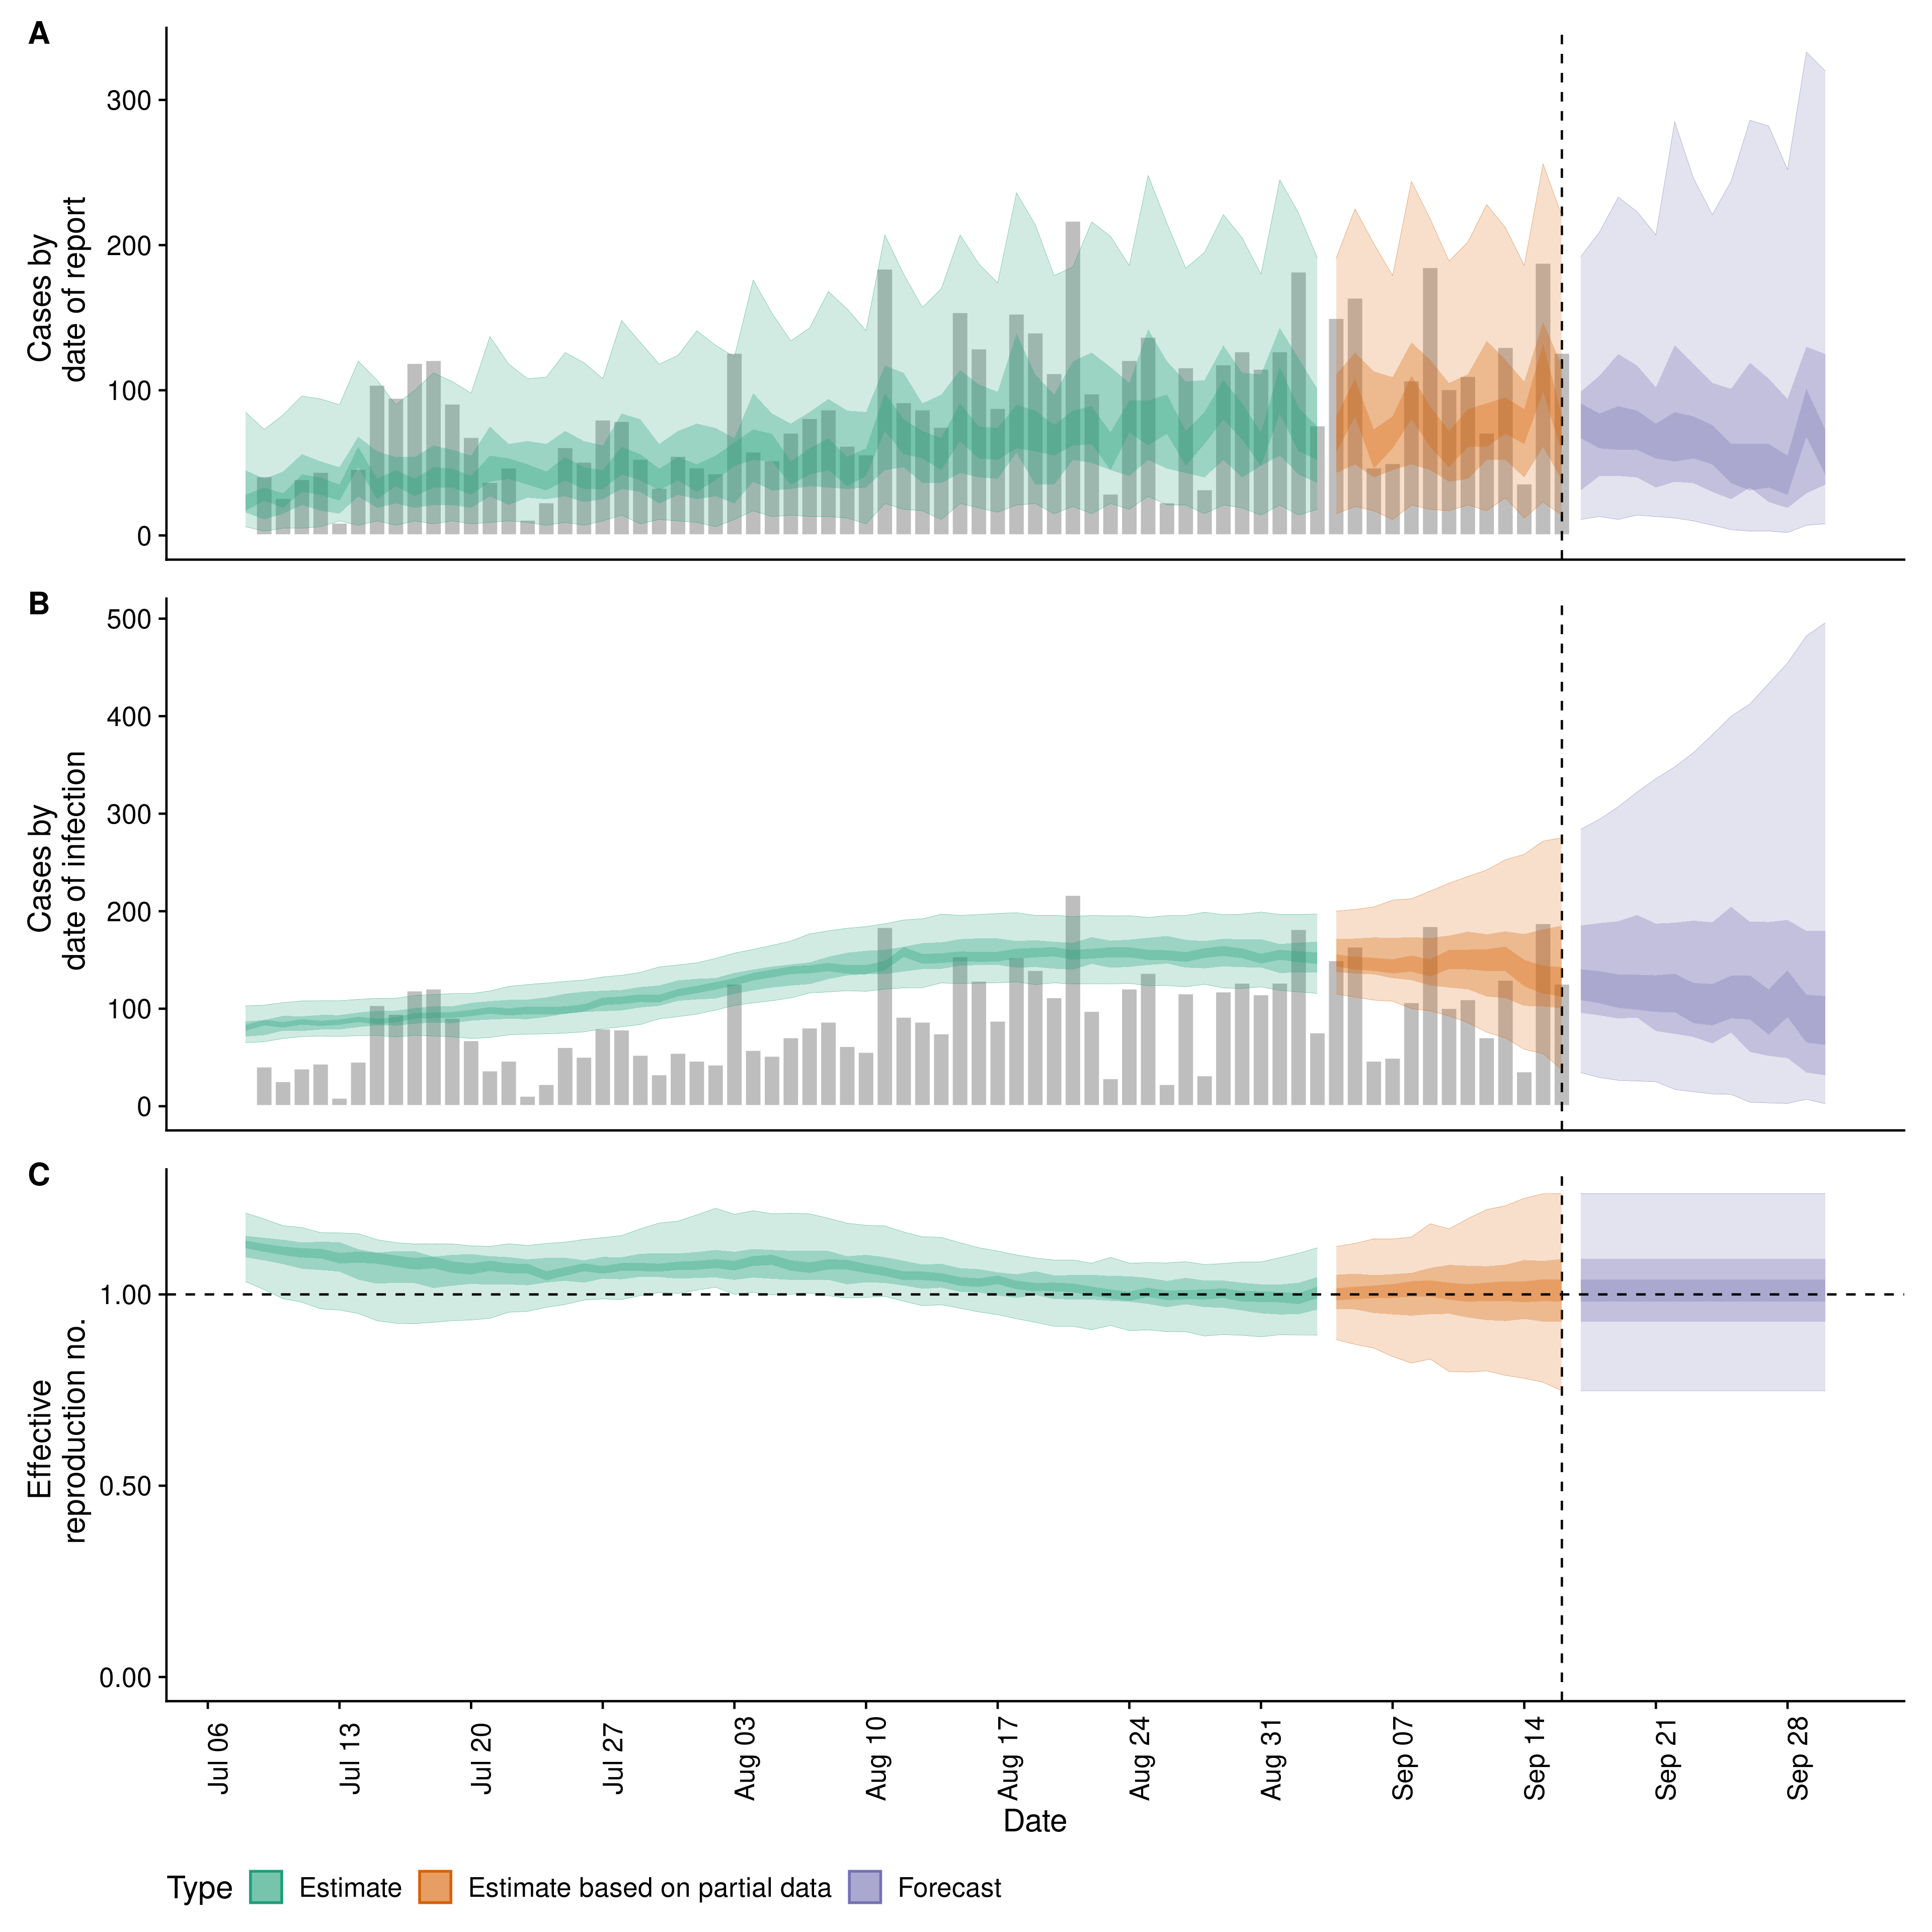 A
Cases by
date of report
300
200
100
0
B
Cases by
date of infection
500
400
300
200
100
0
C
Effective
reproduction no.
1.00
0.50
0.00
Jul 06
Jul 13
Jul 20
Jul 27
Aug 03
Aug 10
Aug 17
Aug 24
Aug 31
Sep 07
Sep 14
Sep 21
Sep 28
Date
Type Estimate Estimate based on partial data Forecast